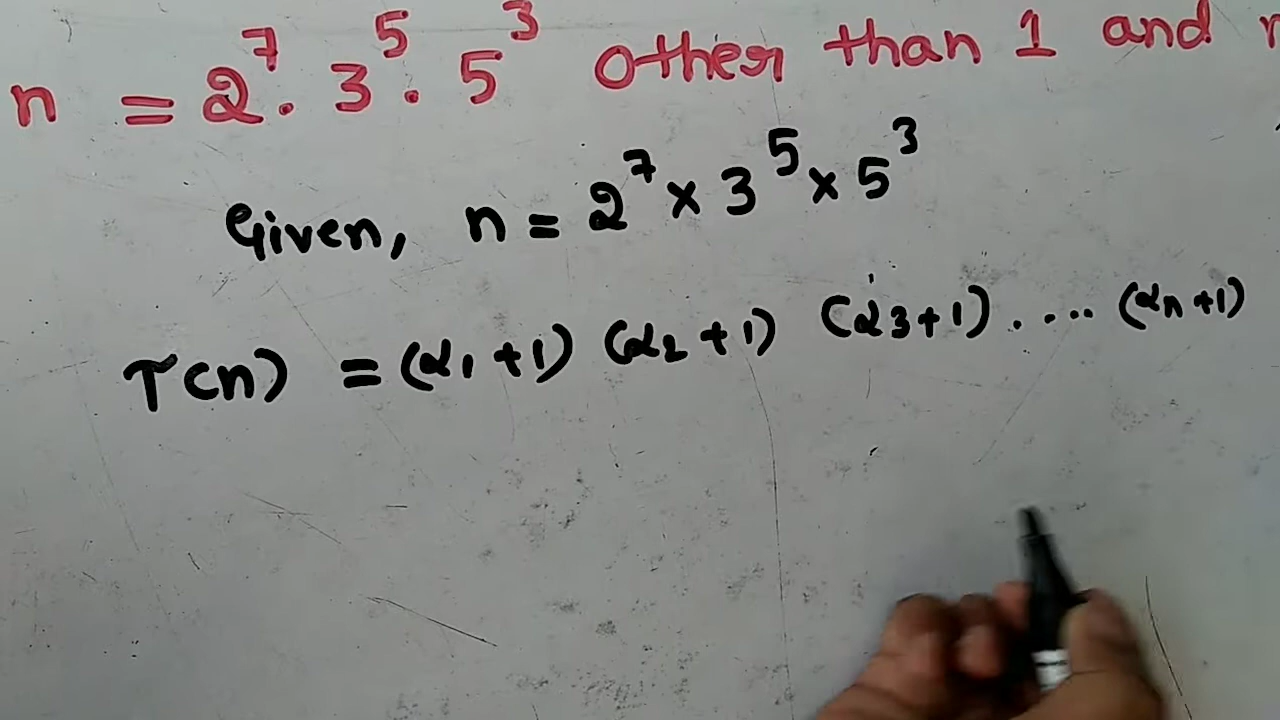 n = 2⁷. 3⁵. 5³ other than 1 and
Given, n = 2⁷ × 3⁵ × 5³
τ(n) = (α₁+1) (α₂+1) (α₃+1) ..... (αₙ+1)